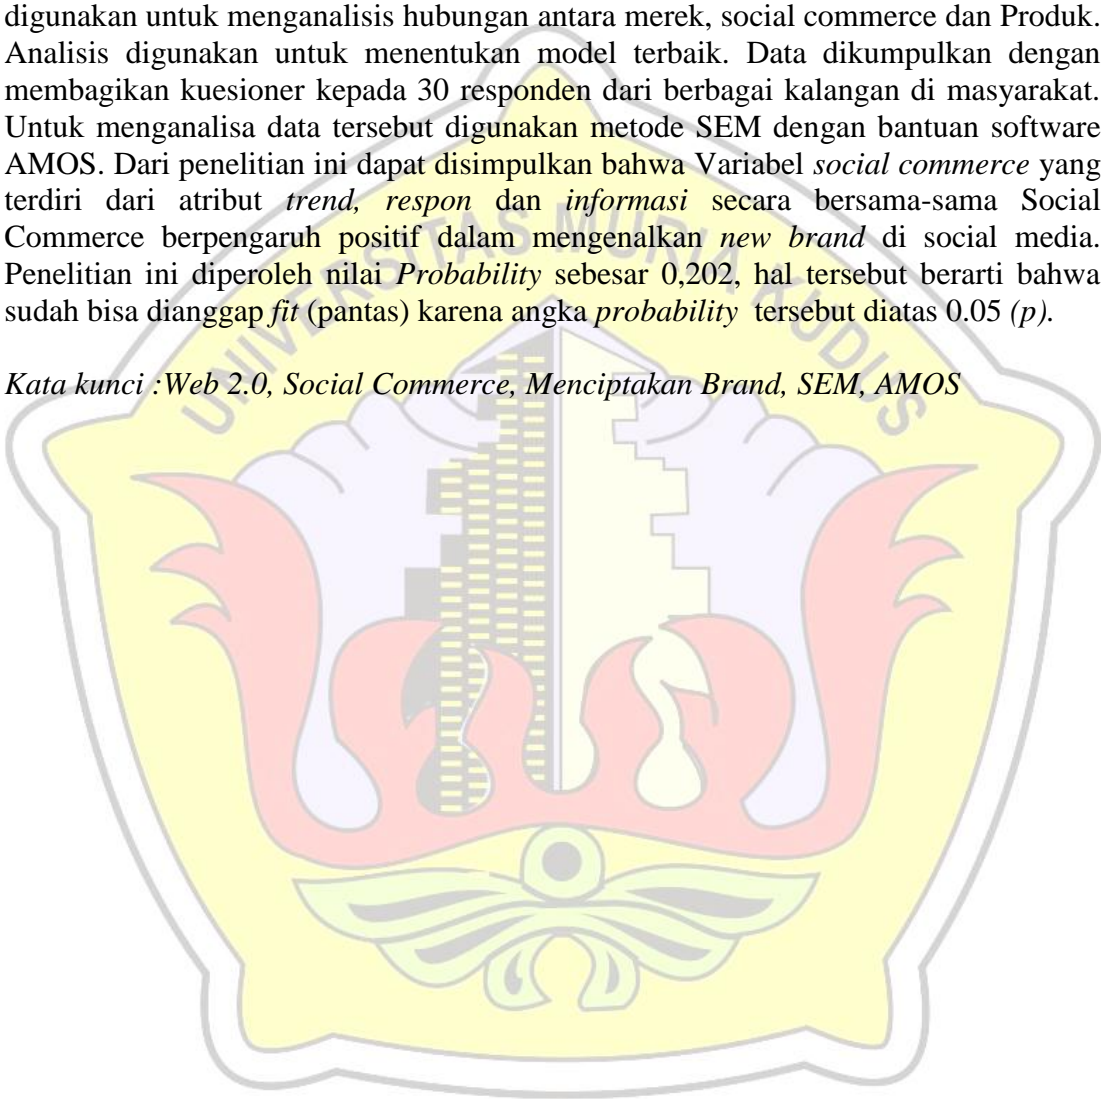 digunakan untuk menganalisis hubungan antara merek, social commerce dan Produk.
Analisis digunakan untuk menentukan model terbaik. Data dikumpulkan dengan
membagikan kuesioner kepada 30 responden dari berbagai kalangan di masyarakat.
Untuk menganalisa data tersebut digunakan metode SEM dengan bantuan software
AMOS. Dari penelitian ini dapat disimpulkan bahwa Variabel social commerce yang
terdiri dari atribut trend, respon dan informasi secara bersama-sama Social
Commerce berpengaruh positif dalam mengenalkan new brand di social media.
Penelitian ini diperoleh nilai Probability sebesar 0,202, hal tersebut berarti bahwa
sudah bisa dianggap fit (pantas) karena angka probability tersebut diatas 0.05 (p).
Kata kunci :Web 2.0, Social Commerce, Menciptakan Brand, SEM, AMOS
UNIVERSITAS MURIA KUDUS